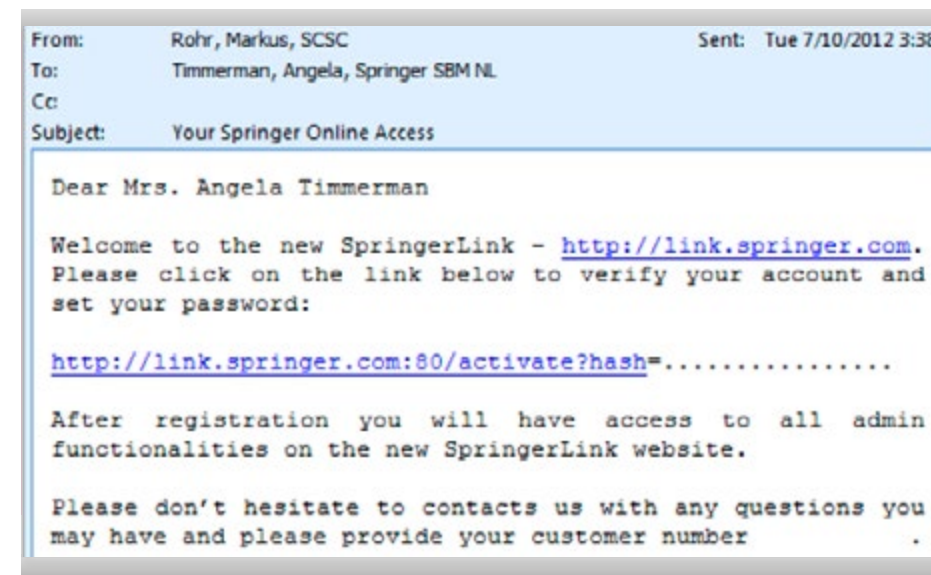 From: Rohr, Markus, SCSC Sent: Tue 7/10/2012 3:38
To: Timmerman, Angela, Springer SBM NL
Cc:
Subject: Your Springer Online Access
Dear Mrs. Angela Timmerman
Welcome to the new SpringerLink - http://link.springer.com.
Please click on the link below to verify your account and
set your password:
http://link.springer.com:80/activate?hash=................
After registration you will have access to all admin
functionalities on the new SpringerLink website.
Please don't hesitate to contacts us with any questions you
may have and please provide your customer number .